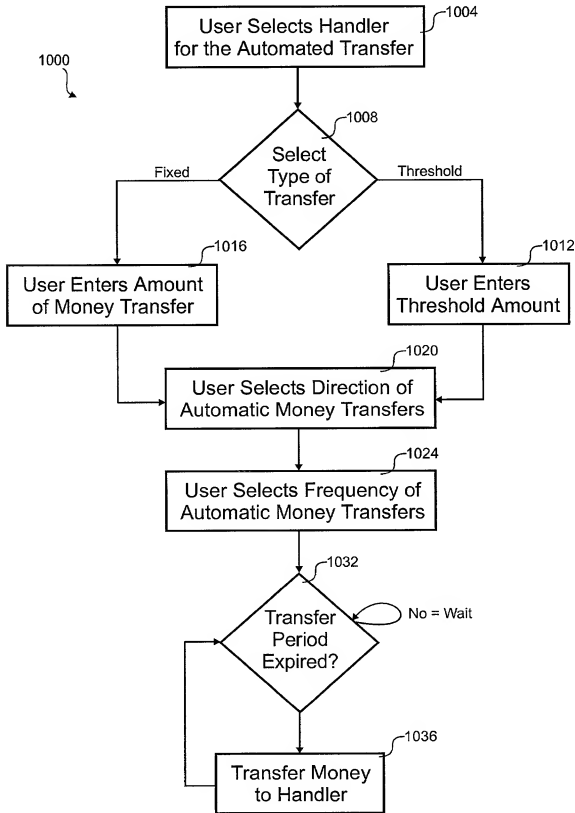 1004
User Selects Handler
for the Automated Transfer
1000
1008
Select
Type of
Transfer
Fixed
Threshold
1016
User Enters Amount
of Money Transfer
1012
User Enters
Threshold Amount
1020
User Selects Direction of
Automatic Money Transfers
1024
User Selects Frequency of
Automatic Money Transfers
1032
Transfer
Period
Expired?
No = Wait
1036
Transfer Money
to Handler